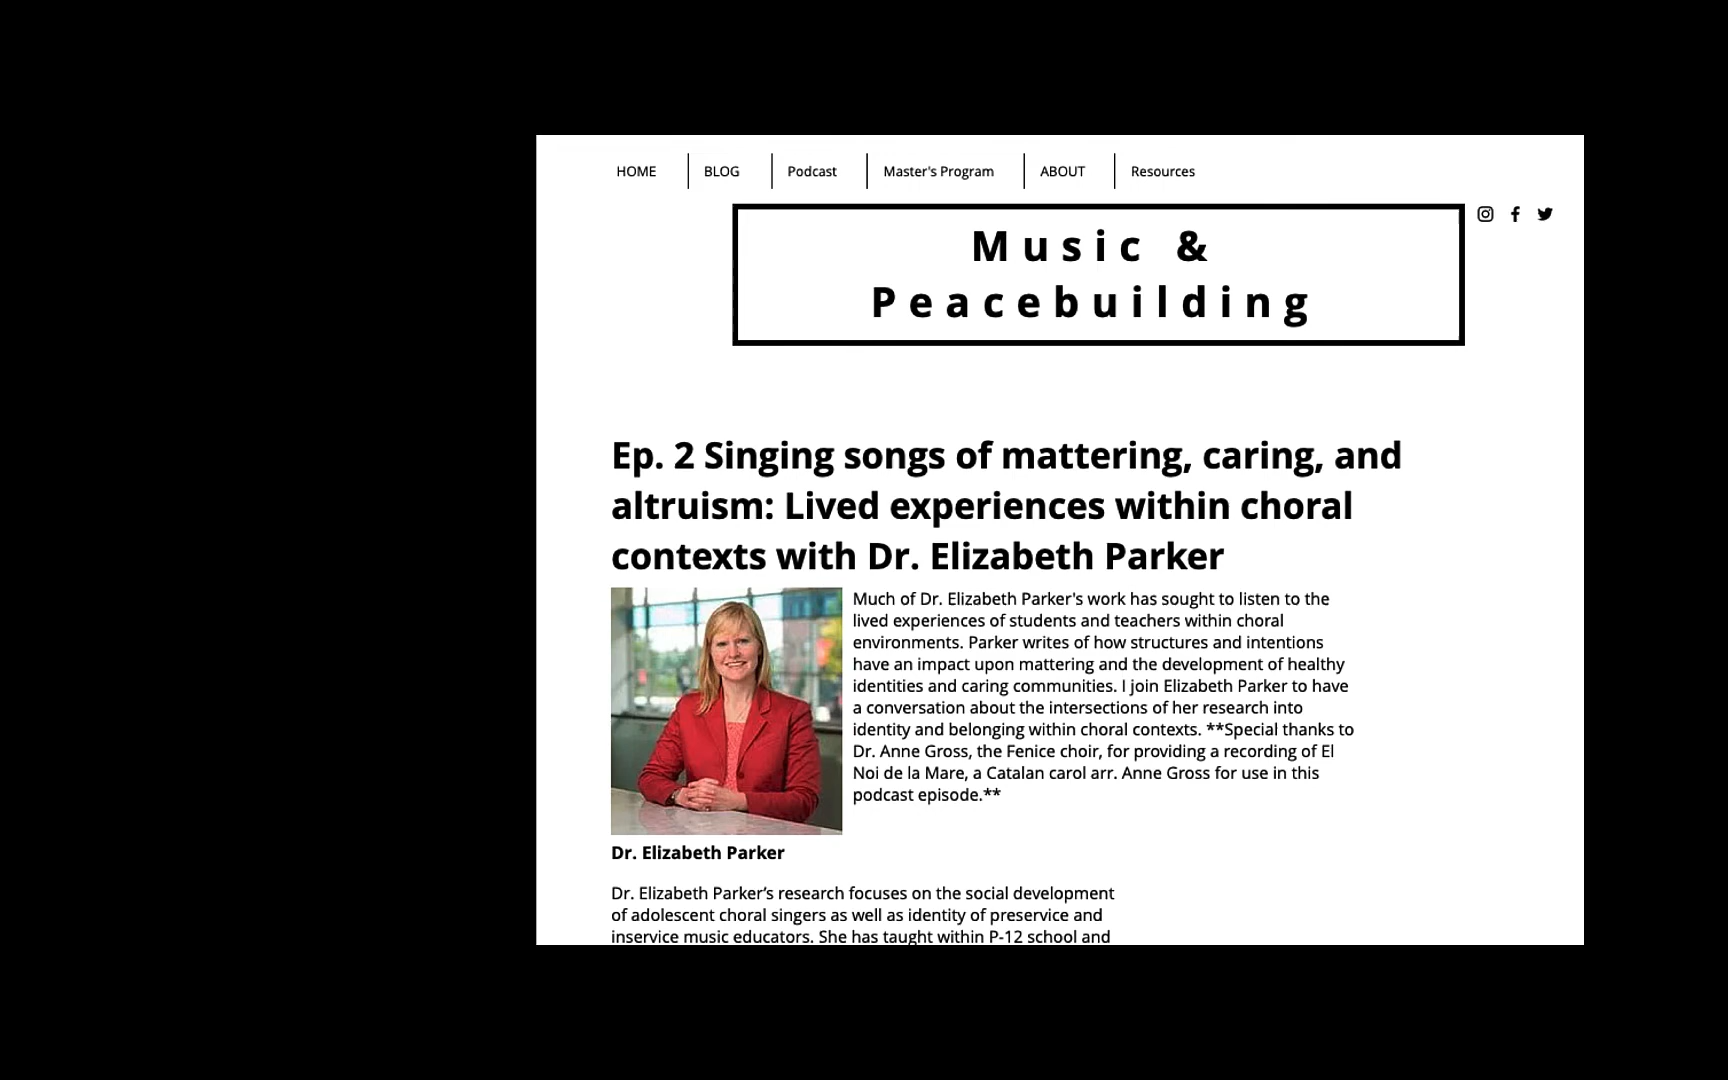 HOME
BLOG
Podcast
Master's Program
ABOUT
Resources
Music &
Peacebuilding
Ep. 2 Singing songs of mattering, caring, and
altruism: Lived experiences within choral
contexts with Dr. Elizabeth Parker
Much of Dr. Elizabeth Parker's work has sought to listen to the
lived experiences of students and teachers within choral
environments. Parker writes of how structures and intentions
have an impact upon mattering and the development of healthy
identities and caring communities. I join Elizabeth Parker to have
a conversation about the intersections of her research into
identity and belonging within choral contexts. **Special thanks to
Dr. Anne Gross, the Fenice choir, for providing a recording of El
Noi de la Mare, a Catalan carol arr. Anne Gross for use in this
podcast episode.**
Dr. Elizabeth Parker
Dr. Elizabeth Parker’s research focuses on the social development
of adolescent choral singers as well as identity of preservice and
inservice music educators. She has taught within P-12 school and